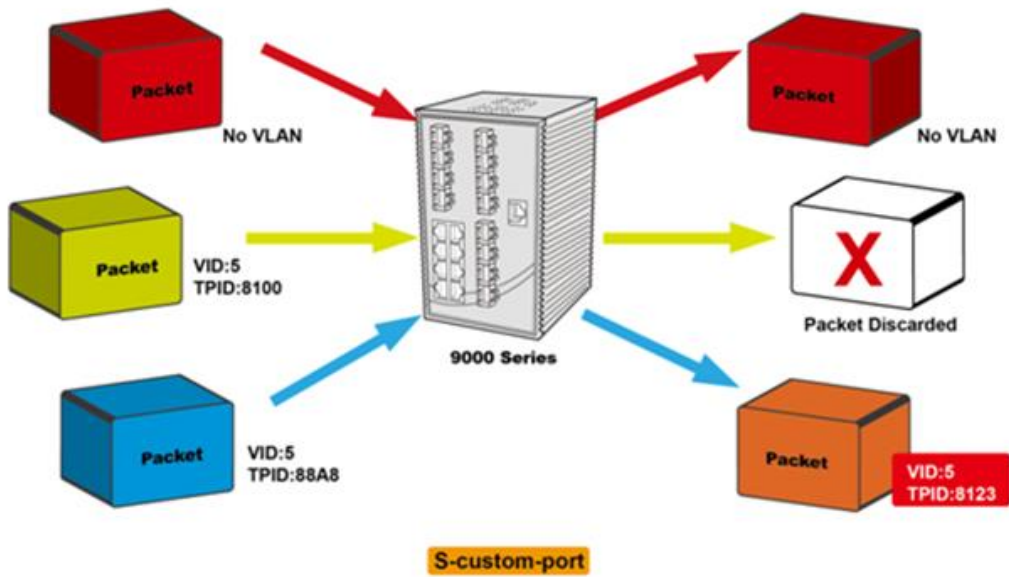 Packet
No VLAN
Packet
No VLAN
Packet
VID:5
TPID:8100
X
Packet Discarded
9000 Series
Packet
VID:5
TPID:88A8
Packet
VID:5
TPID:8123
S-custom-port